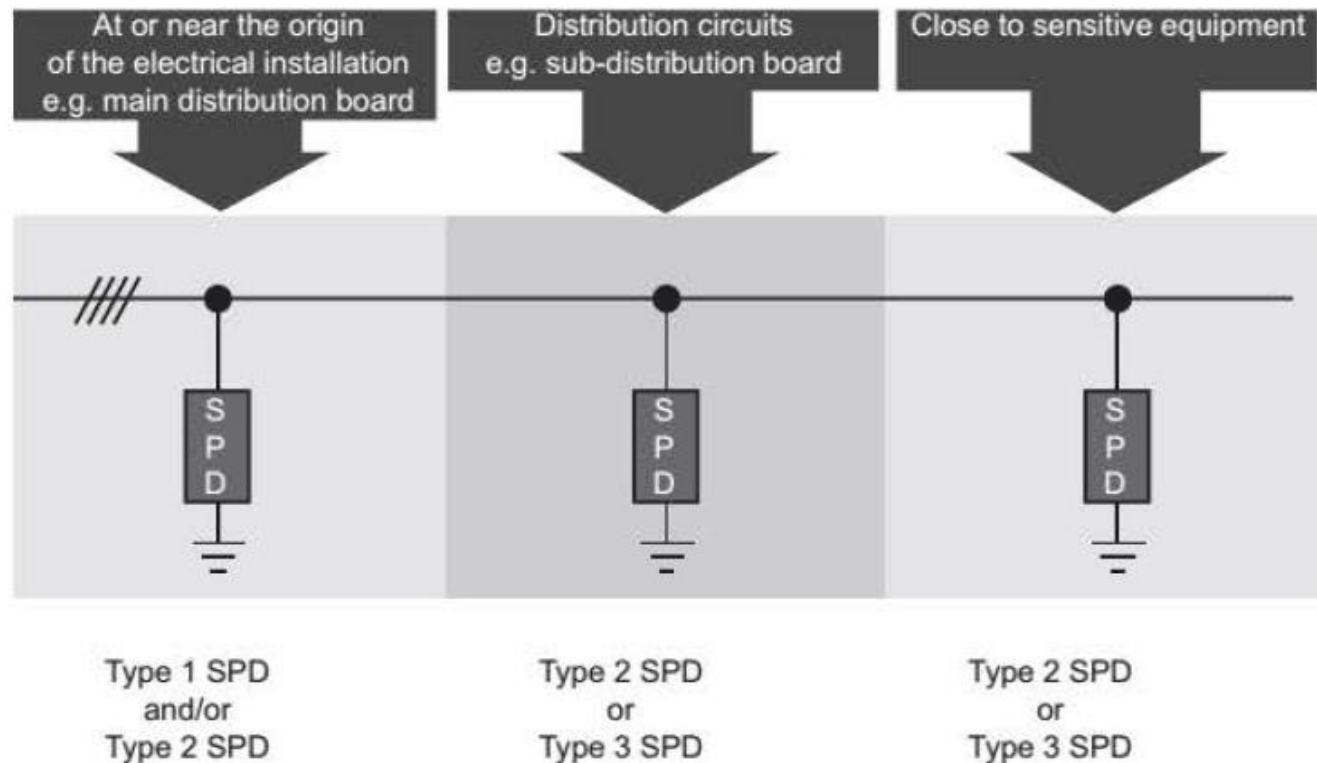 At or near the origin
of the electrical installation
e.g. main distribution board
Distribution circuits
e.g. sub-distribution board
Close to sensitive equipment
S
P
D
S
P
D
S
P
D
Type 1 SPD
and/or
Type 2 SPD
Type 2 SPD
or
Type 3 SPD
Type 2 SPD
or
Type 3 SPD